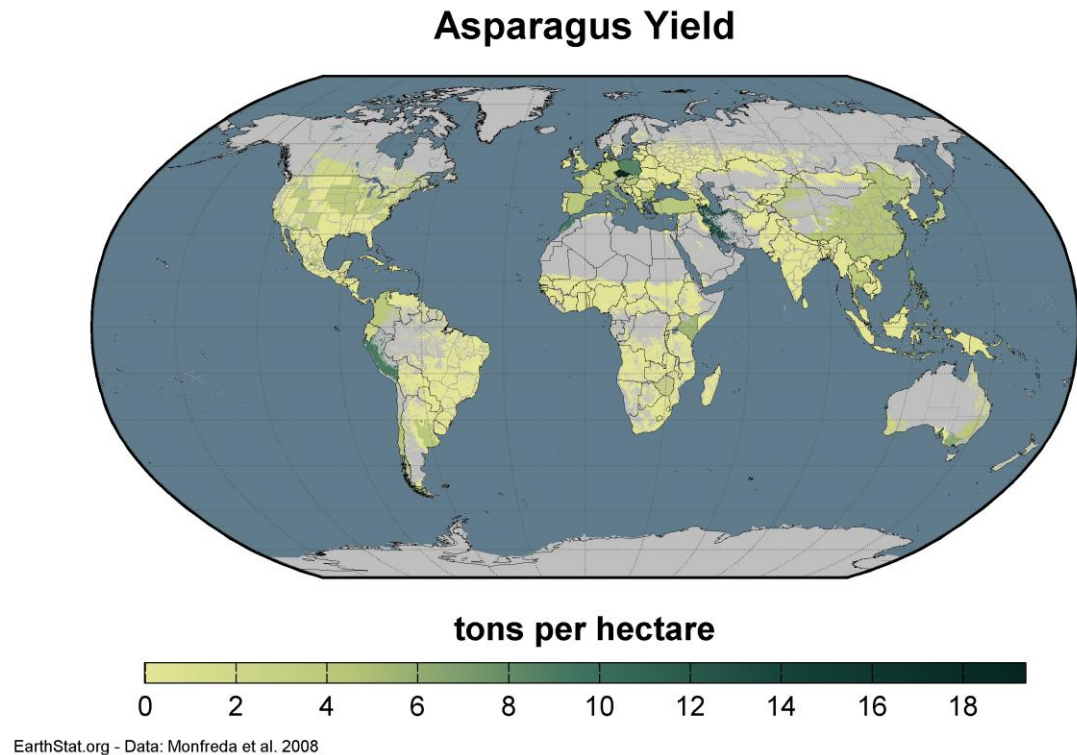 Asparagus Yield
tons per hectare
0 2 4 6 8 10 12 14 16 18
EarthStat.org - Data: Monfreda et al. 2008